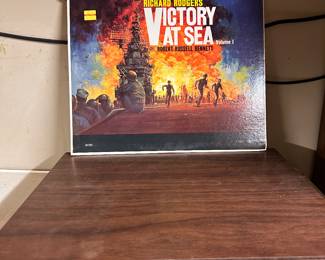 RICHARD RODGERS'
VICTORY
AT SEA
Volume 1
ROBERT RUSSELL BENNETT